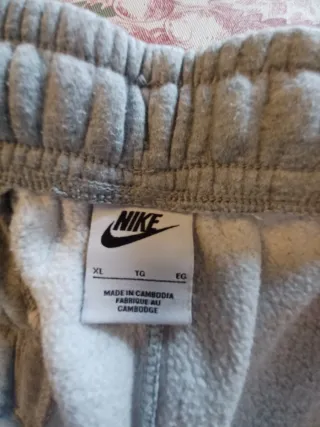 NIKE
XL TG EG
MADE IN CAMBODIA
FABRIQUÉ AU
CAMBODGE